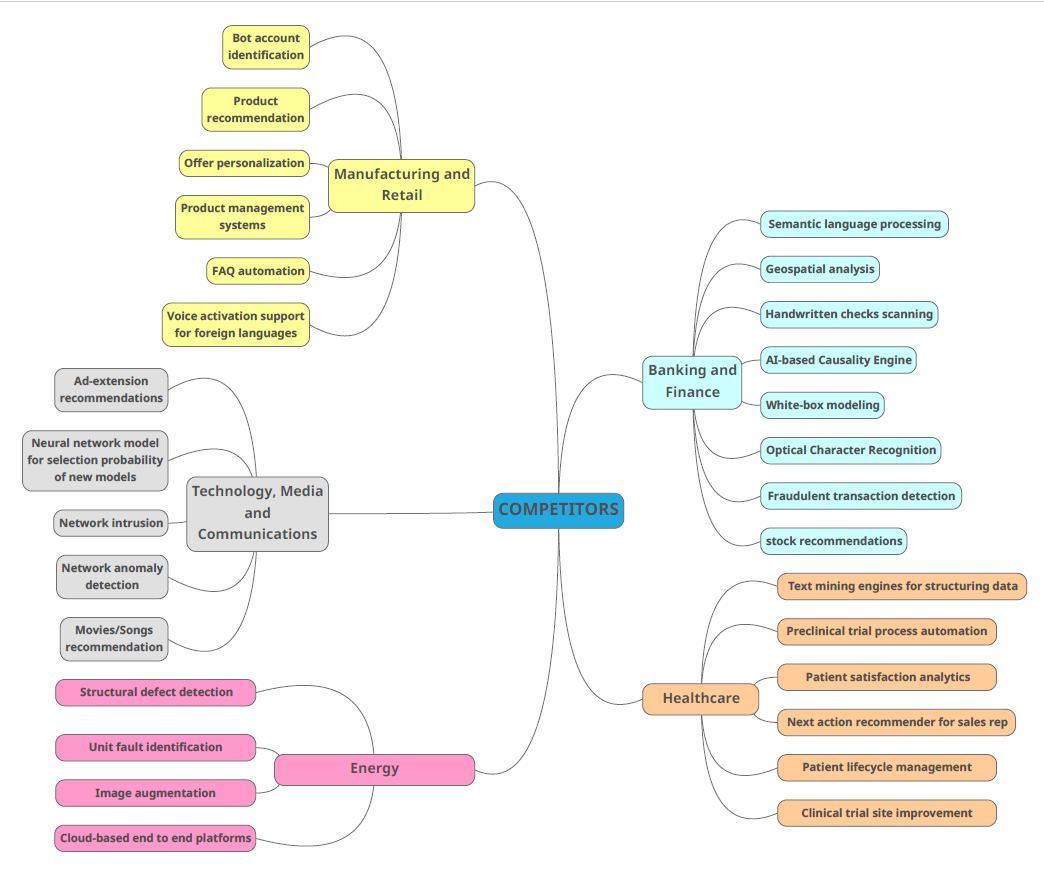 Bot account
identification
Product
recommendation
Offer personalization
Product management
systems
FAQ automation
Voice activation support
for foreign languages
Manufacturing and
Retail
Ad-extension
recommendations
Neural network model
for selection probability
of new models
Network intrusion
Network anomaly
detection
Movies/Songs
recommendation
Technology, Media
and
Communications
Structural defect detection
Unit fault identification
Image augmentation
Cloud-based end to end platforms
Energy
COMPETITORS
Banking and
Finance
Semantic language processing
Geospatial analysis
Handwritten checks scanning
AI-based Causality Engine
White-box modeling
Optical Character Recognition
Fraudulent transaction detection
stock recommendations
Healthcare
Text mining engines for structuring data
Preclinical trial process automation
Patient satisfaction analytics
Next action recommender for sales rep
Patient lifecycle management
Clinical trial site improvement